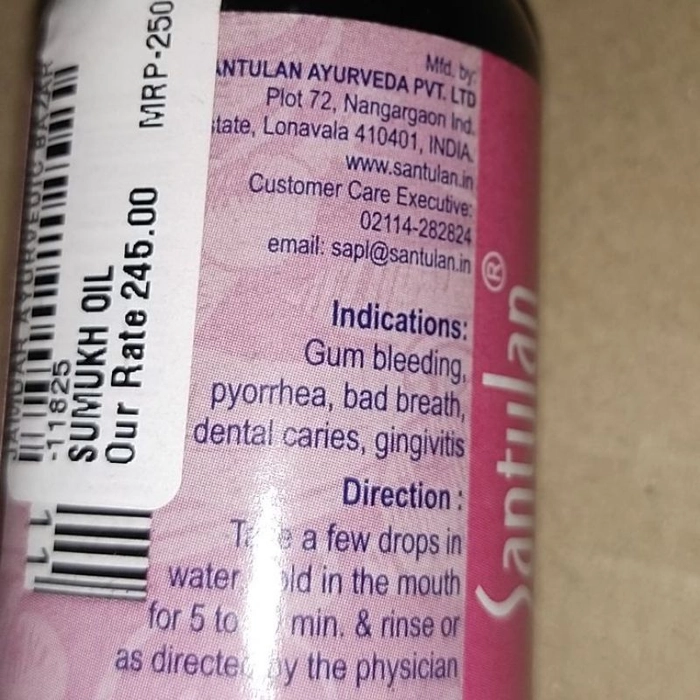 Mfd. by:
ANTULAN AYURVEDA PVT. LTD
Plot 72, Nangargaon Ind.
tate, Lonavala 410401, INDIA.
www.santulan.in
Customer Care Executive:
02114-282824
email: sapl@santulan.in
Indications:
Gum bleeding,
pyorrhea, bad breath,
dental caries, gingivitis
Direction :
a few drops in
water in the mouth
for 5 to min. & rinse or
as directed by the physician
Santulan®
AYURVEDIC BAZAR
-11825
SUMUKH OIL
Our Rate 245.00
MRP-250